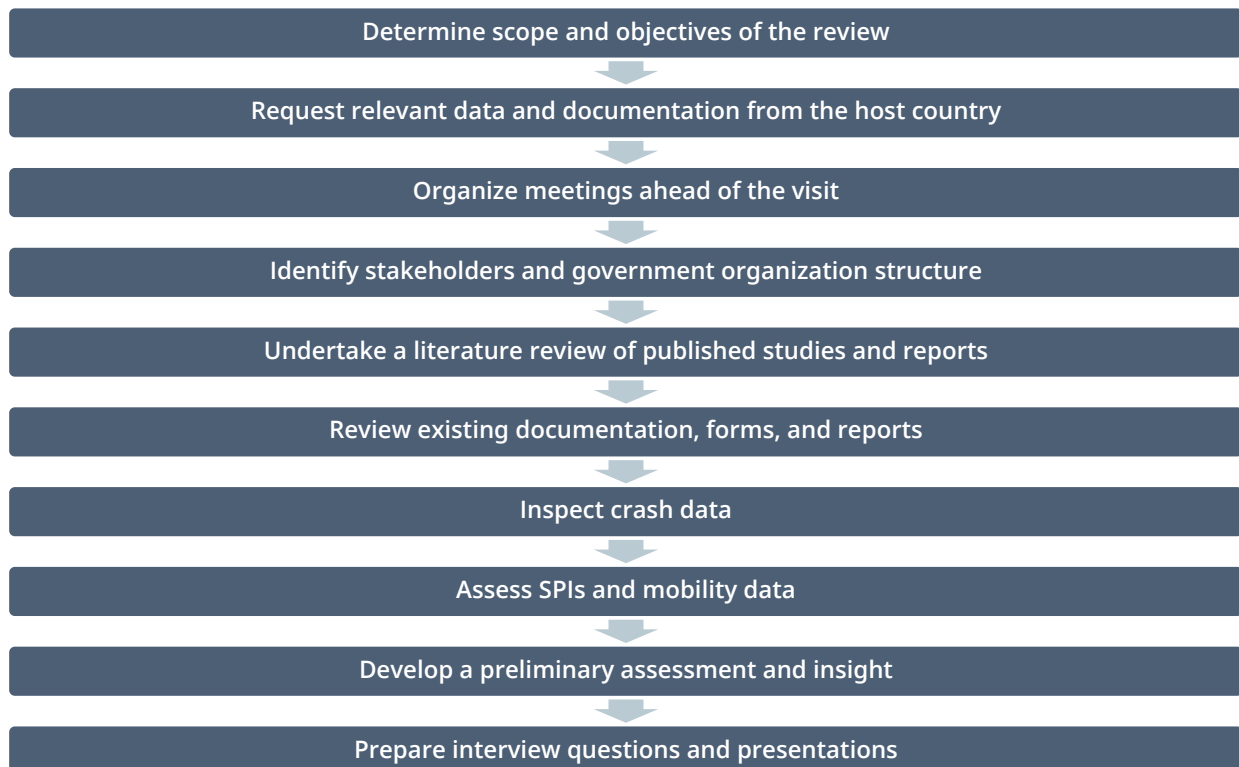 Determine scope and objectives of the review
Request relevant data and documentation from the host country
Organize meetings ahead of the visit
Identify stakeholders and government organization structure
Undertake a literature review of published studies and reports
Review existing documentation, forms, and reports
Inspect crash data
Assess SPIs and mobility data
Develop a preliminary assessment and insight
Prepare interview questions and presentations